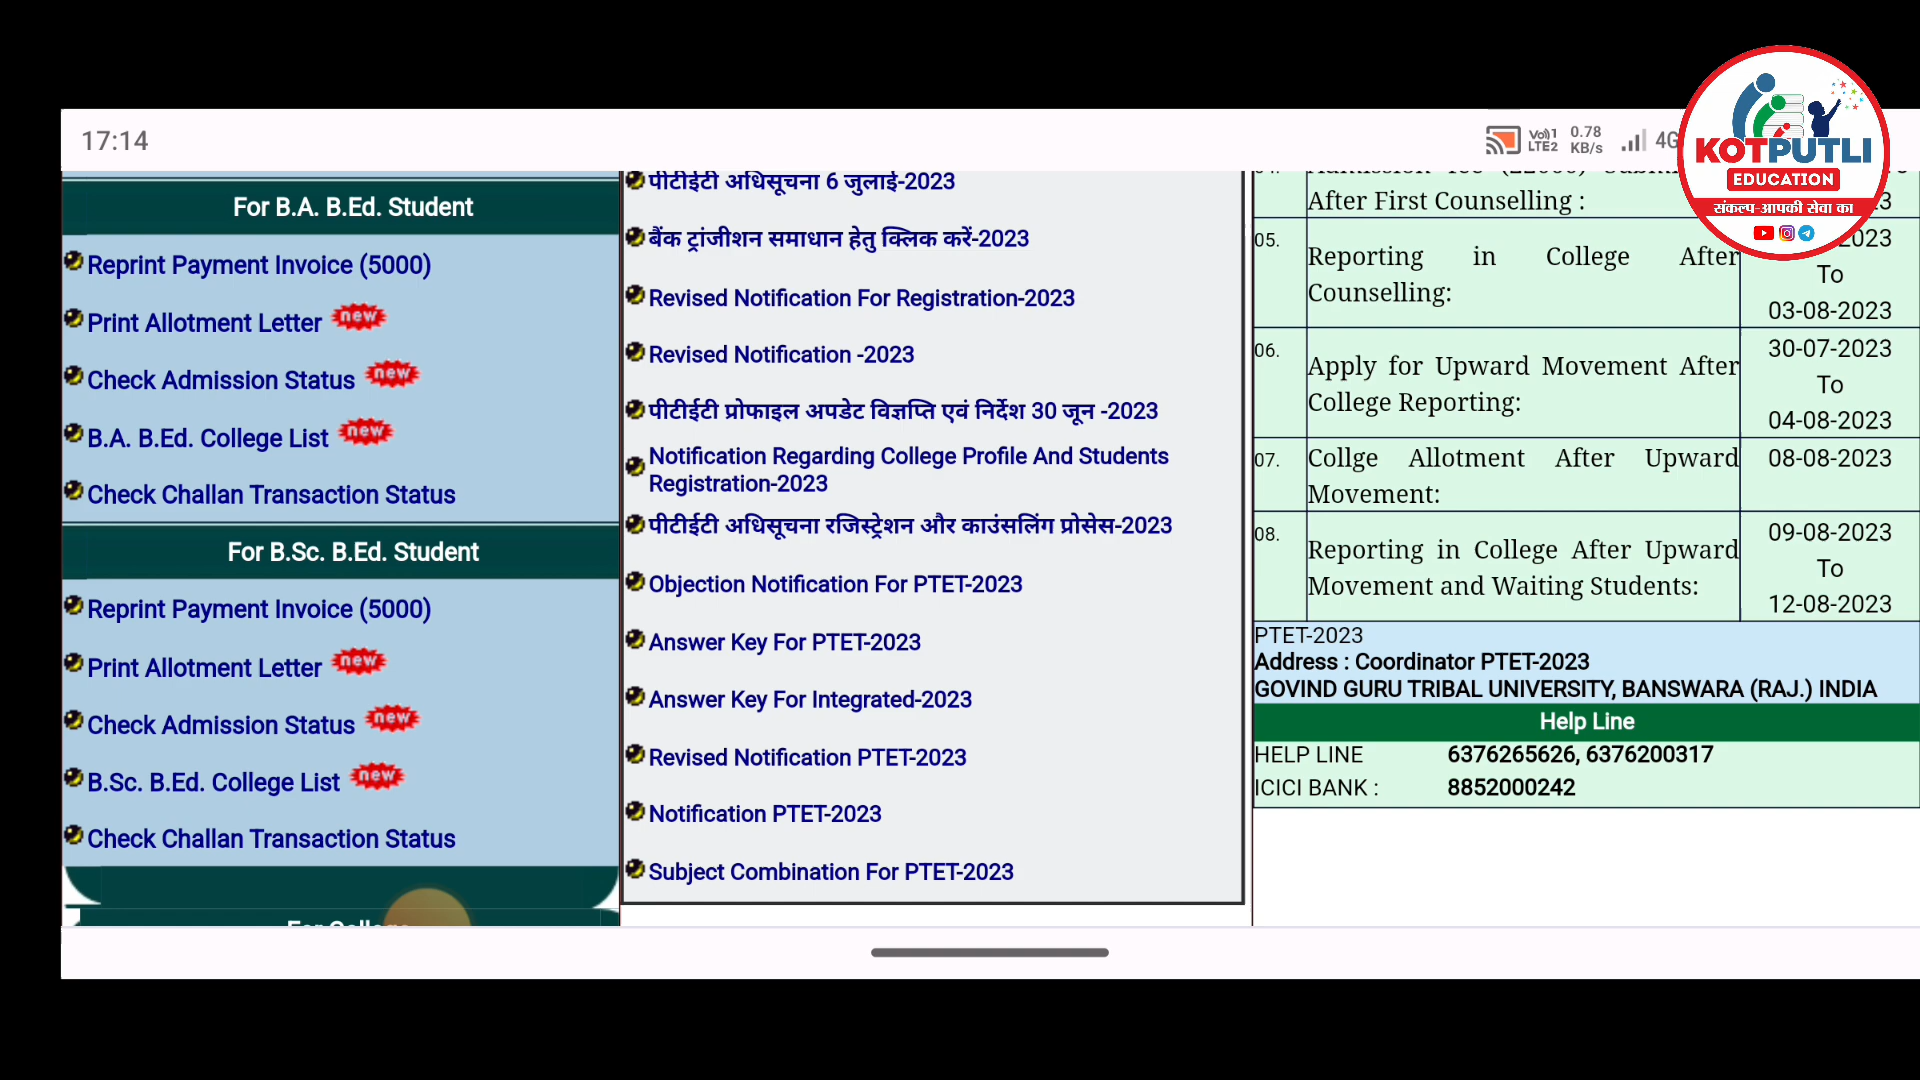 17:14
Vo))1
LTE2
0.78
KB/s
4G
KOTPUTLI
EDUCATION
संकल्प-आपकी सेवा का
For B.A. B.Ed. Student
Reprint Payment Invoice (5000)
Print Allotment Letter new
Check Admission Status new
B.A. B.Ed. College List new
Check Challan Transaction Status
For B.Sc. B.Ed. Student
Reprint Payment Invoice (5000)
Print Allotment Letter new
Check Admission Status new
B.Sc. B.Ed. College List new
Check Challan Transaction Status
पीटीईटी अधिसूचना 6 जुलाई-2023
बैंक ट्रांजीशन समाधान हेतु क्लिक करें-2023
Revised Notification For Registration-2023
Revised Notification -2023
पीटीईटी प्रोफाइल अपडेट विज्ञप्ति एवं निर्देश 30 जून -2023
Notification Regarding College Profile And Students
Registration-2023
पीटीईटी अधिसूचना रजिस्ट्रेशन और काउंसलिंग प्रोसेस-2023
Objection Notification For PTET-2023
Answer Key For PTET-2023
Answer Key For Integrated-2023
Revised Notification PTET-2023
Notification PTET-2023
Subject Combination For PTET-2023
After First Counselling :
05.
Reporting in College After
Counselling:
2023
To
03-08-2023
06.
Apply for Upward Movement After
College Reporting:
30-07-2023
To
04-08-2023
07.
Collge Allotment After Upward
Movement:
08-08-2023
08.
Reporting in College After Upward
Movement and Waiting Students:
09-08-2023
To
12-08-2023
PTET-2023
Address : Coordinator PTET-2023
GOVIND GURU TRIBAL UNIVERSITY, BANSWARA (RAJ.) INDIA
Help Line
HELP LINE 6376265626, 6376200317
ICICI BANK : 8852000242